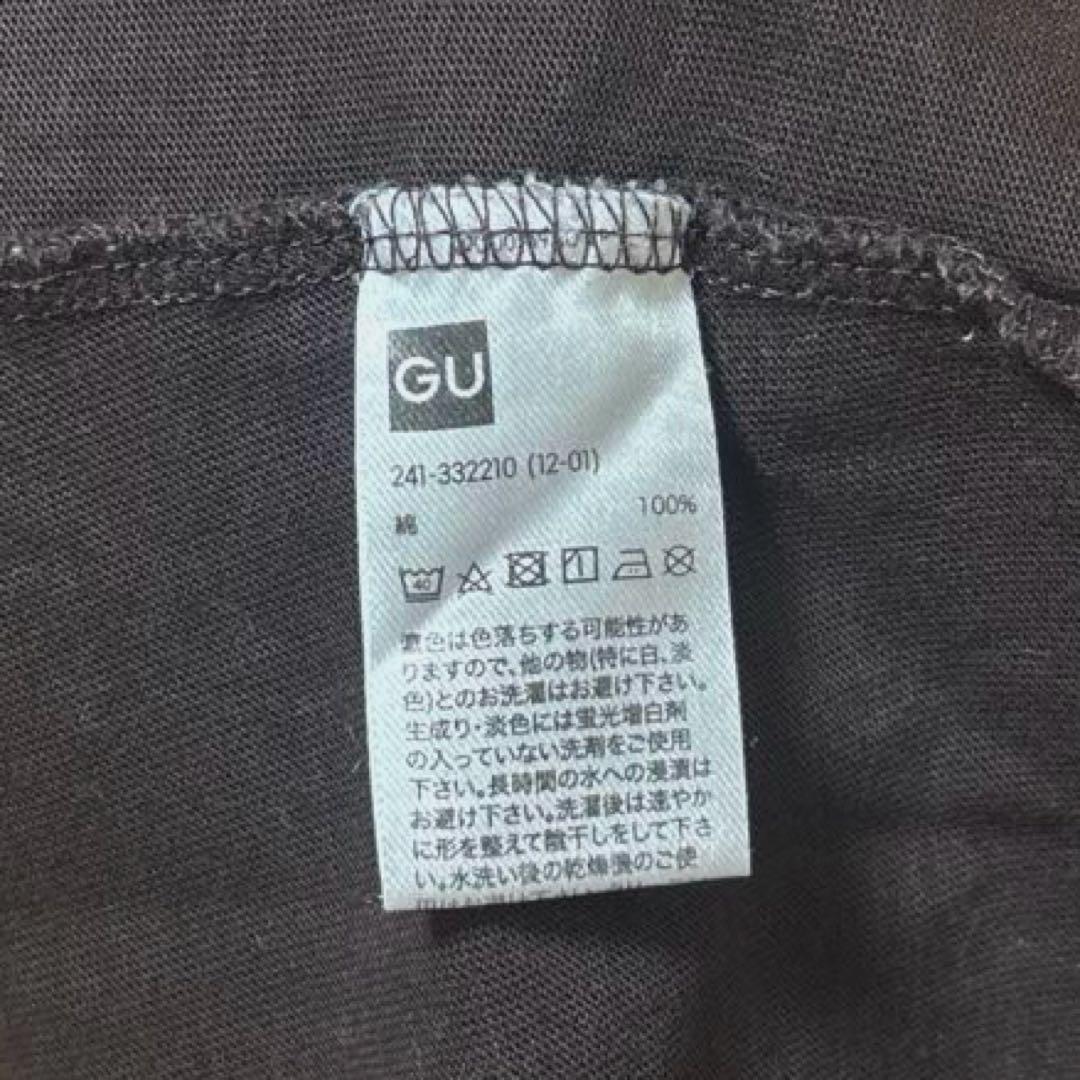 GU
241-332210 (12-01)
綿 100%
40
濃色は色落ちする可能性があ
りますので、他の物(特に白、淡
色)とのお洗濯はお避け下さい。
生成り・淡色には蛍光増白剤
の入っていない洗剤をご使用
下さい。長時間の水への浸漬は
お避け下さい。洗濯後は速やか
に形を整えて陰干しをして下さ
い。水洗い後の乾燥機のご使